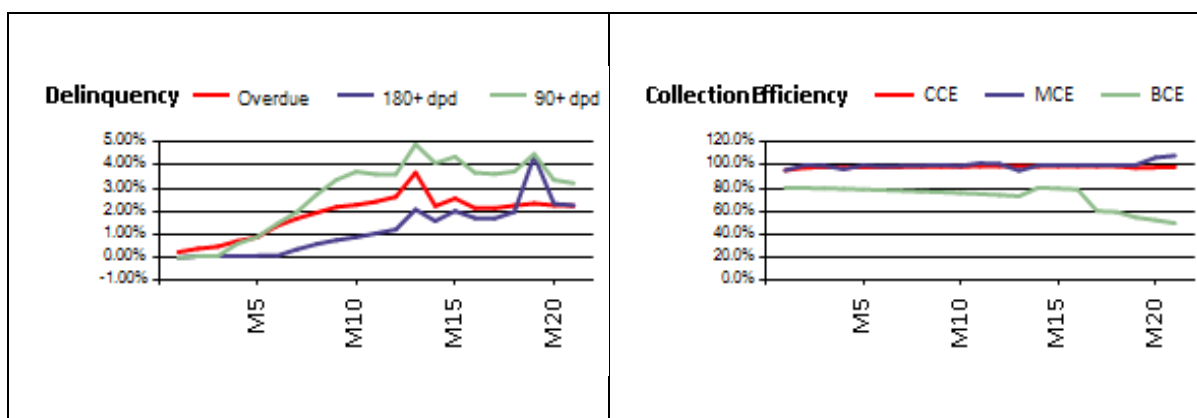 Delinquency Overdue 180+ dpd 90+ dpd
5.00%
4.00%
3.00%
2.00%
1.00%
0.00%
-1.00%
M5
M10
M15
M20
Collection Efficiency CCE MCE BCE
120.0%
100.0%
80.0%
60.0%
40.0%
20.0%
0.0%
M5
M10
M15
M20